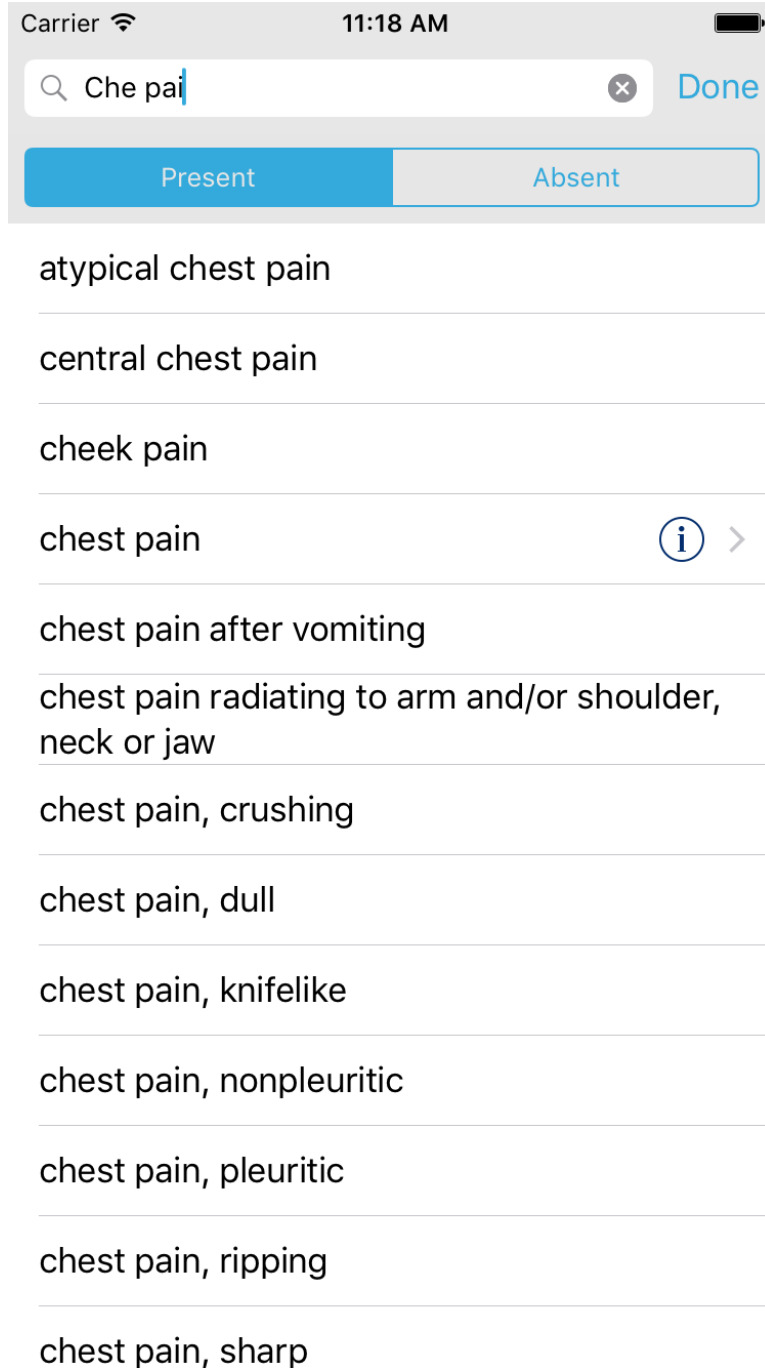 Carrier 11:18 AM
Che pai Done
Present Absent
atypical chest pain
central chest pain
cheek pain
chest pain i
chest pain after vomiting
chest pain radiating to arm and/or shoulder,
neck or jaw
chest pain, crushing
chest pain, dull
chest pain, knifelike
chest pain, nonpleuritic
chest pain, pleuritic
chest pain, ripping
chest pain, sharp